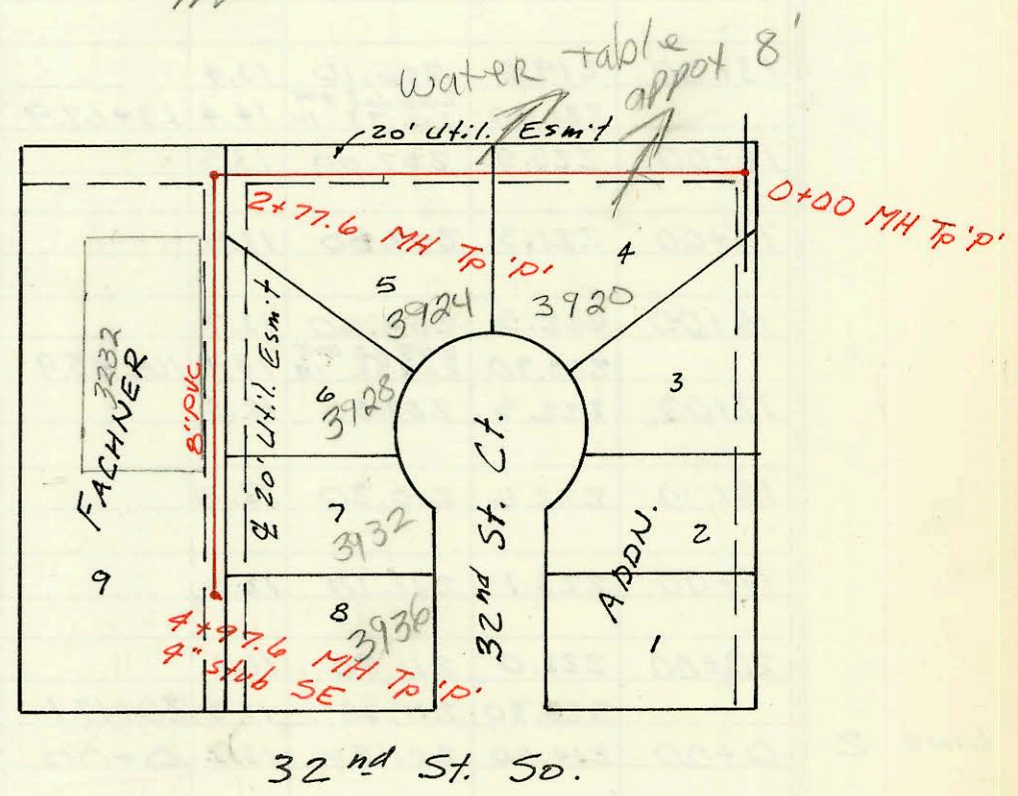 water table
appox 8'
20' Util. Esm't
0+00 MH Tp 'P'
2+77.6 MH Tp 'P'
4
5
3924
3920
3232
FACHNER
8" PVC
⅊ 20' Util. Esm't
6
3928
3
7
3932
32nd St. Ct.
ADDN.
2
9
8
3936
1
4+97.6 MH Tp 'P'
4" stub SE
32nd St. So.